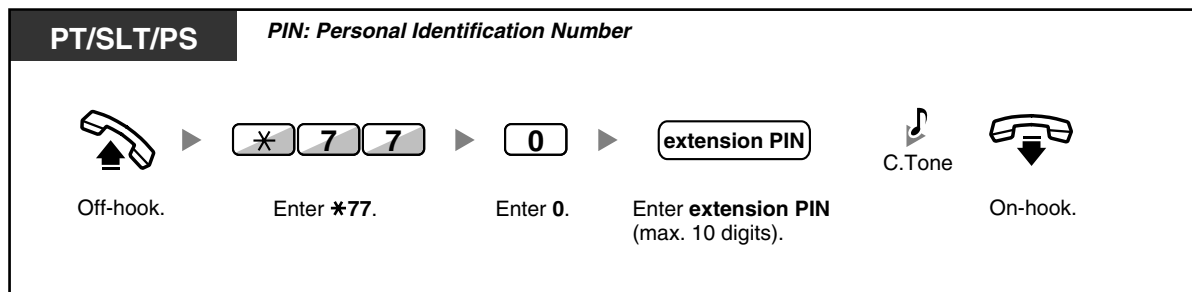 PT/SLT/PS
PIN: Personal Identification Number
* 7 7
0
extension PIN
C.Tone
Off-hook.
Enter *77.
Enter 0.
Enter extension PIN
(max. 10 digits).
On-hook.